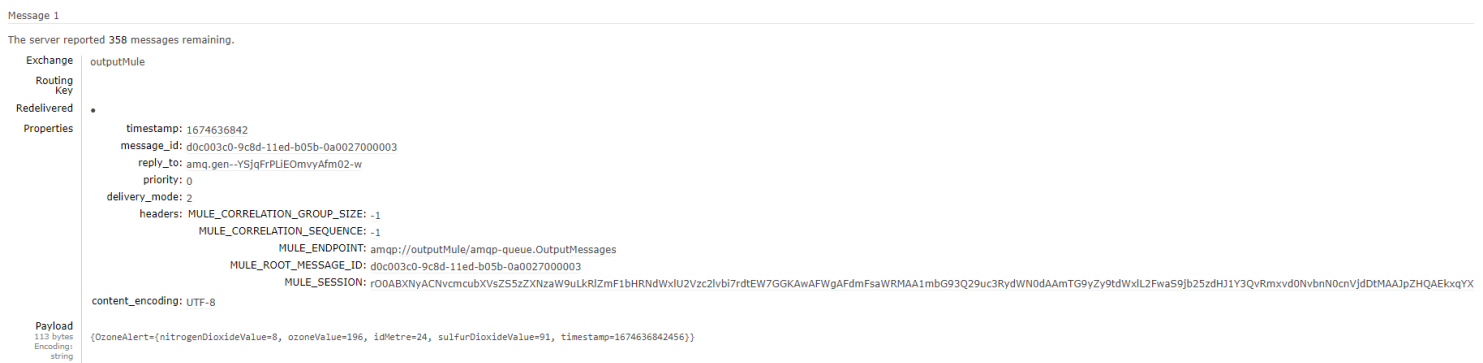 Message 1
The server reported 358 messages remaining.
Exchange outputMule
Routing
Key
Redelivered ●
Properties timestamp: 1674636842
message_id: d0c003c0-9c8d-11ed-b05b-0a0027000003
reply_to: amq.gen--YSjqFrPLiEOmvyAfm02-w
priority: 0
delivery_mode: 2
headers: MULE_CORRELATION_GROUP_SIZE: -1
MULE_CORRELATION_SEQUENCE: -1
MULE_ENDPOINT: amqp://outputMule/amqp-queue.OutputMessages
MULE_ROOT_MESSAGE_ID: d0c003c0-9c8d-11ed-b05b-0a0027000003
MULE_SESSION:
content_encoding: UTF-8
Payload
113 bytes
Encoding:
string
{OzoneAlert={nitrogenDioxideValue=8, ozoneValue=196, idMetre=24, sulfurDioxideValue=91, timestamp=1674636842456}}